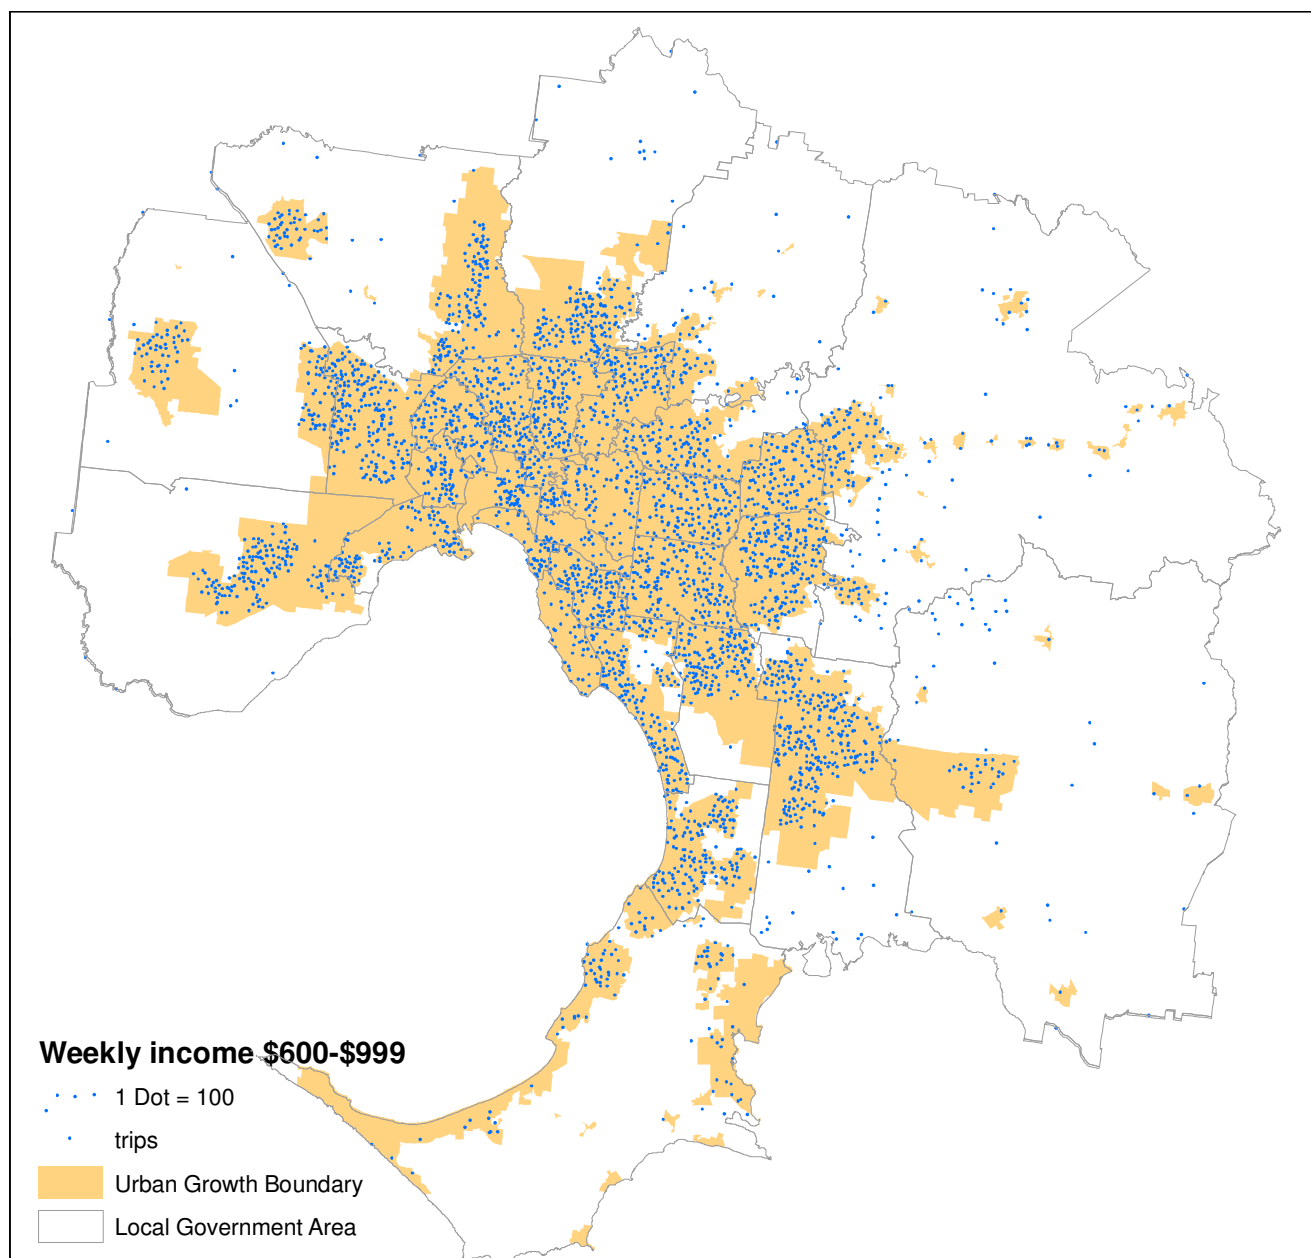 Weekly income $600-$999
1 Dot = 100
trips
Urban Growth Boundary
Local Government Area